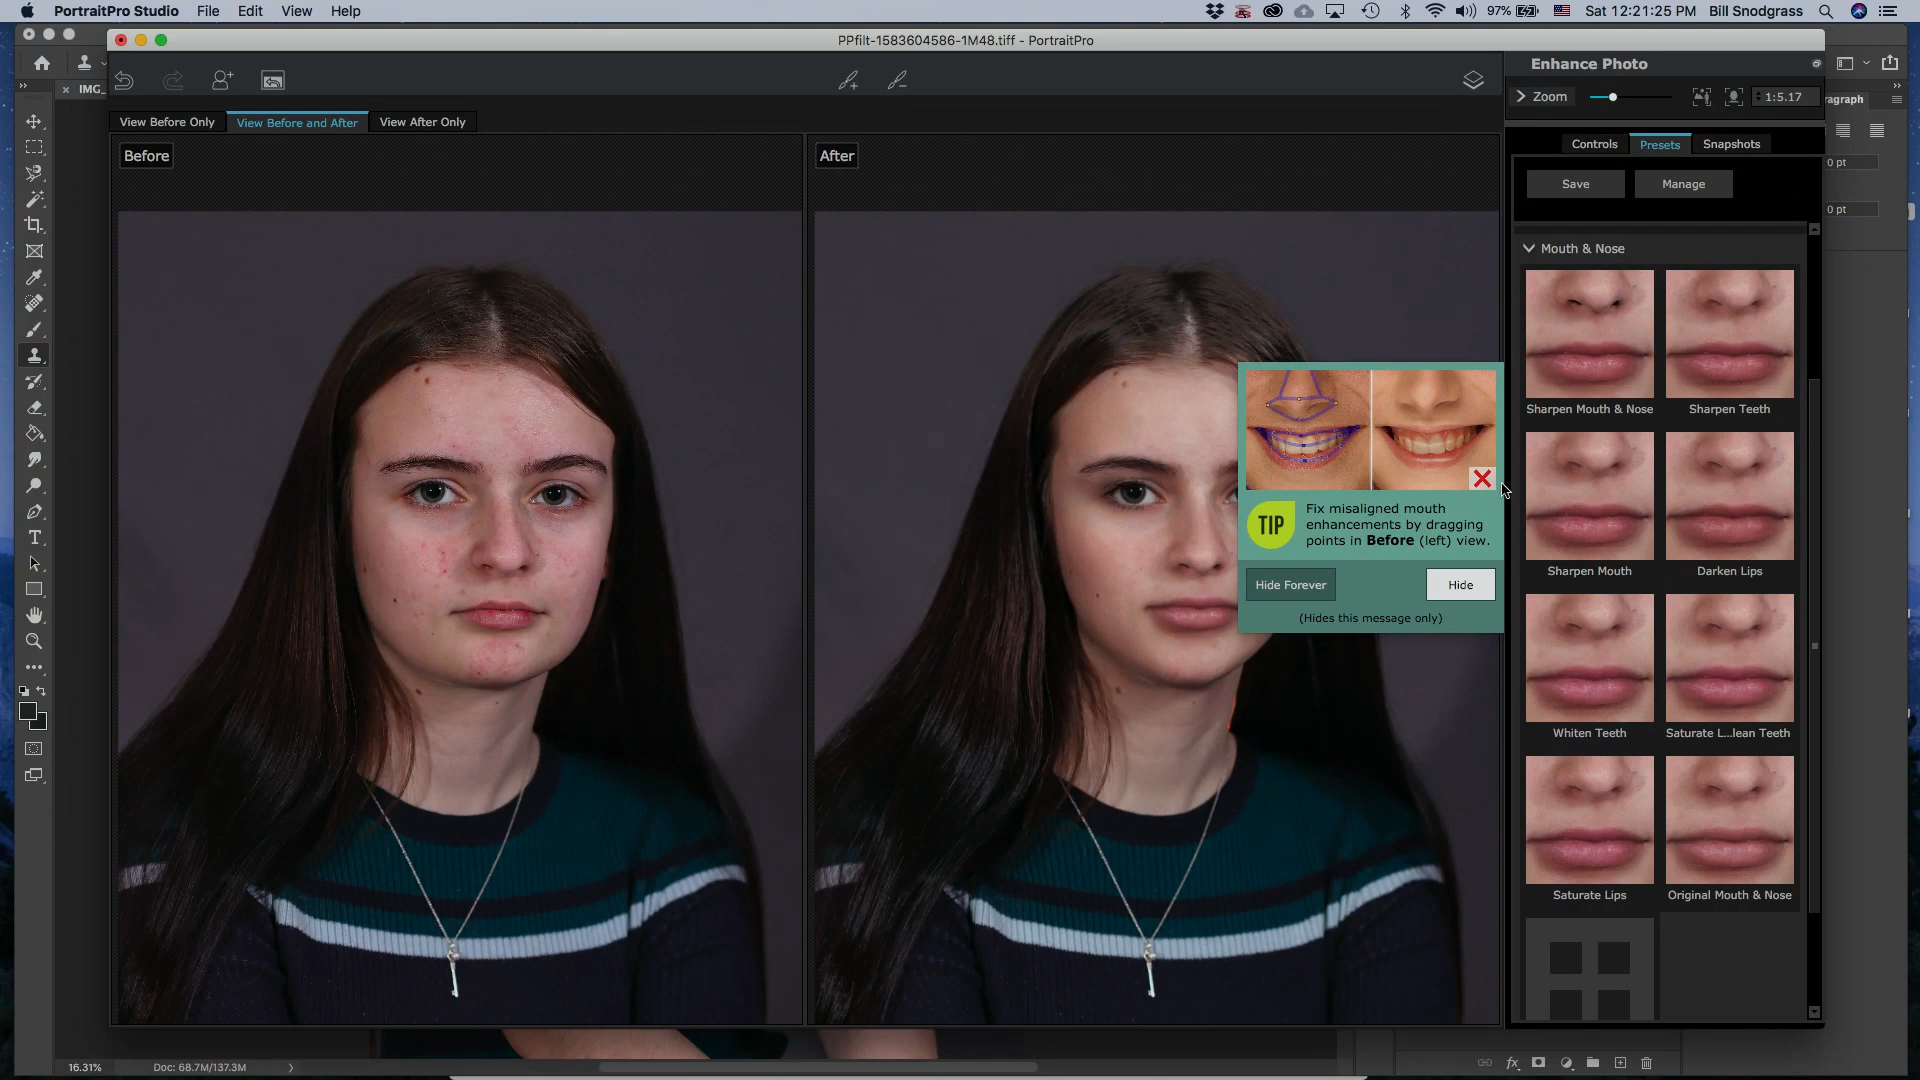 PortraitPro Studio File Edit View Help
97% Sat 12:21:25 PM Bill Snodgrass
PPfilt-1583604586-1M48.tiff - PortraitPro
IMG_
View Before Only
View Before and After
View After Only
Before
After
Enhance Photo
Zoom
1:5.17
Controls
Presets
Snapshots
Save
Manage
Mouth & Nose
Sharpen Mouth & Nose
Sharpen Teeth
Sharpen Mouth
Darken Lips
Whiten Teeth
Saturate L...lean Teeth
Saturate Lips
Original Mouth & Nose
TIP
Fix misaligned mouth
enhancements by dragging
points in Before (left) view.
Hide Forever
Hide
(Hides this message only)
ragraph
0 pt
0 pt
T
16.31%
Doc: 68.7M/137.3M
fx